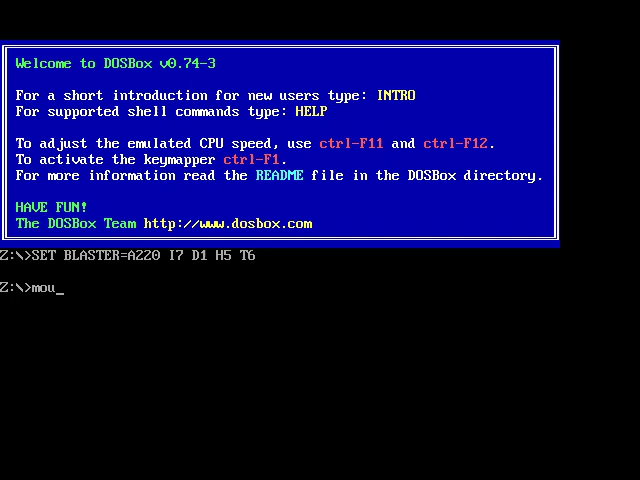 Welcome to DOSBox v0.74-3
For a short introduction for new users type: INTRO
For supported shell commands type: HELP
To adjust the emulated CPU speed, use ctrl-F11 and ctrl-F12.
To activate the keymapper ctrl-F1.
For more information read the README file in the DOSBox directory.
HAVE FUN!
The DOSBox Team http://www.dosbox.com
Z:\>SET BLASTER=A220 I7 D1 H5 T6
Z:\>mou_